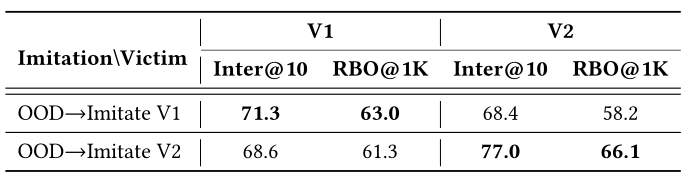 V1 V2
Imitation\Victim
Inter@10 RBO@1K Inter@10 RBO@1K
OOD→Imitate V1 71.3 63.0 68.4 58.2
OOD→Imitate V2 68.6 61.3 77.0 66.1